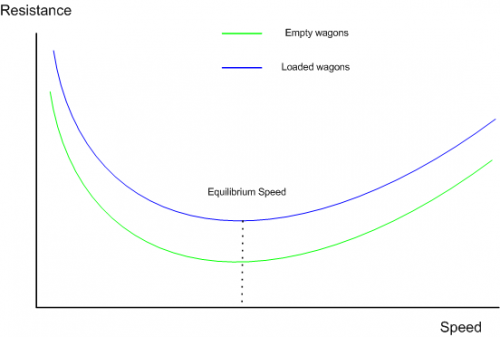 Resistance
Empty wagons
Loaded wagons
Equilibrium Speed
Speed